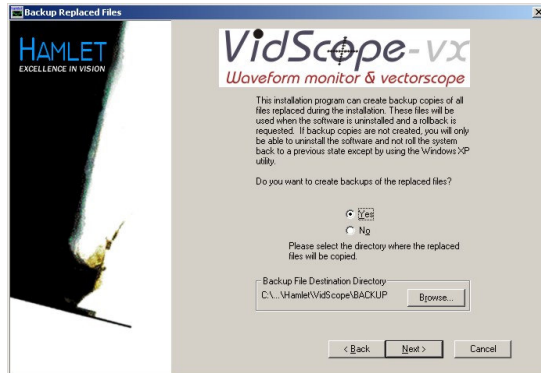 Backup Replaced Files
HAMLET
EXCELLENCE IN VISION
VidScope-vx
Waveform monitor & vectorscope
This installation program can create backup copies of all
files replaced during the installation. These files will be
used when the software is uninstalled and a rollback is
requested. If backup copies are not created, you will only
be able to uninstall the software and not roll the system
back to a previous state except by using the Windows XP
utility.
Do you want to create backups of the replaced files?
Yes
No
Please select the directory where the replaced
files will be copied.
Backup File Destination Directory
C:\...\Hamlet\VidScope\BACKUP
Browse...
< Back
Next >
Cancel